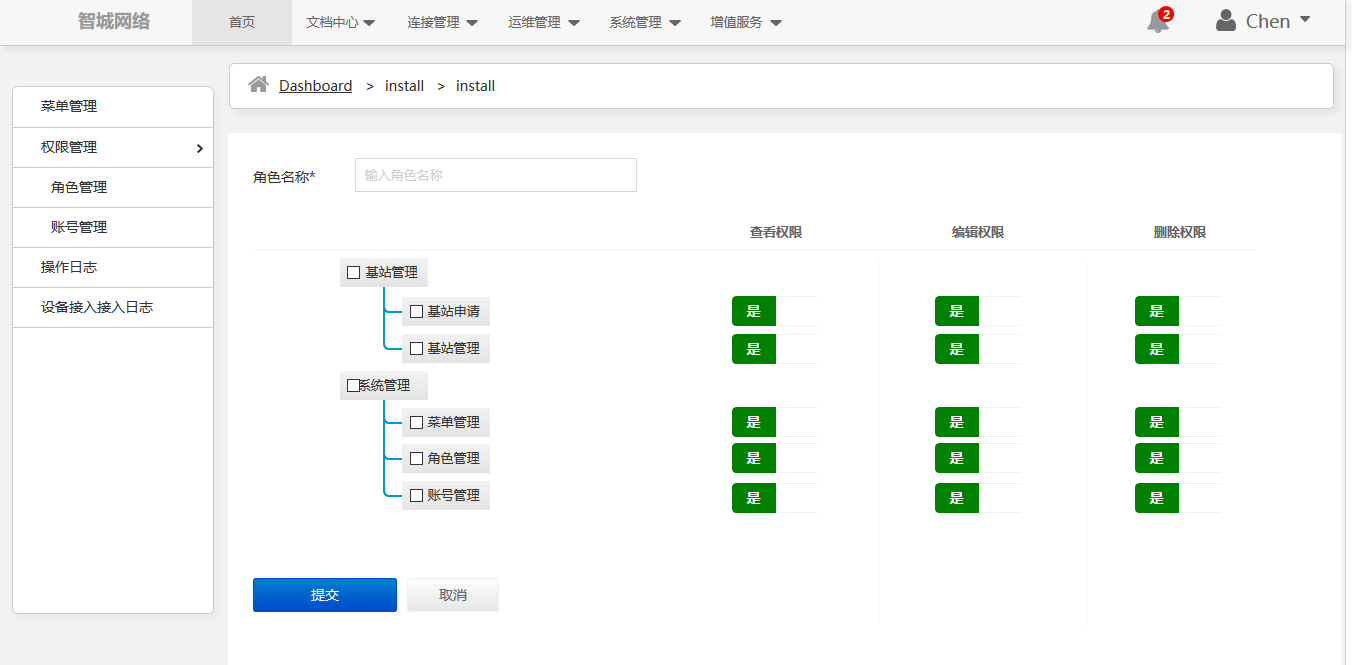 智城网络 首页 文档中心 连接管理 运维管理 系统管理 增值服务 2 Chen
Dashboard > install > install
菜单管理
权限管理
角色管理
账号管理
操作日志
设备接入接入日志
角色名称* 输入角色名称
查看权限 编辑权限 删除权限
基站管理
基站申请 是 是 是
基站管理 是 是 是
系统管理
菜单管理 是 是 是
角色管理 是 是 是
账号管理 是 是 是
提交 取消